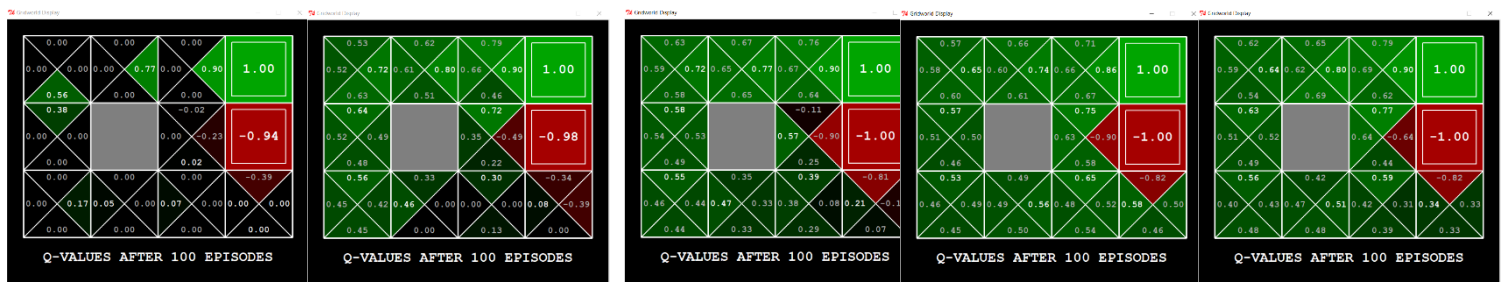 Gridworld Display
0.00 0.00 0.00
0.00 0.00 0.00 0.77 0.00 0.90 1.00
0.56 0.00 0.00
0.38 -0.02
0.00 0.00 0.00 -0.23 -0.94
0.00 0.02
0.00 0.00 0.00 -0.39
0.00 0.17 0.05 0.00 0.07 0.00 0.00 0.00
0.00 0.00 0.00 0.00
Q-VALUES AFTER 100 EPISODES
Gridworld Display
0.53 0.62 0.79
0.52 0.72 0.61 0.80 0.66 0.90 1.00
0.63 0.51 0.46
0.64 0.72
0.52 0.49 0.35 -0.49 -0.98
0.48 0.22
0.56 0.33 0.30 -0.34
0.45 0.42 0.46 0.00 0.00 0.00 0.08 -0.39
0.45 0.00 0.13 0.00
Q-VALUES AFTER 100 EPISODES
Gridworld Display
0.63 0.67 0.76
0.59 0.72 0.65 0.77 0.67 0.90 1.00
0.58 0.65 0.64
0.58 -0.11
0.54 0.53 0.57 -0.90 -1.00
0.49 0.25
0.55 0.35 0.39 -0.81
0.46 0.44 0.47 0.33 0.38 0.08 0.21 -0.1
0.44 0.33 0.29 0.07
Q-VALUES AFTER 100 EPISODES
Gridworld Display
0.57 0.66 0.71
0.58 0.65 0.60 0.74 0.66 0.86 1.00
0.60 0.61 0.67
0.57 0.75
0.51 0.50 0.63 -0.90 -1.00
0.46 0.58
0.53 0.49 0.65 -0.82
0.46 0.49 0.49 0.56 0.48 0.52 0.58 0.50
0.45 0.50 0.54 0.46
Q-VALUES AFTER 100 EPISODES
Gridworld Display
0.62 0.65 0.79
0.59 0.64 0.62 0.80 0.69 0.90 1.00
0.54 0.69 0.62
0.63 0.77
0.51 0.52 0.64 -0.64 -1.00
0.49 0.44
0.56 0.42 0.59 -0.82
0.40 0.43 0.47 0.51 0.42 0.31 0.34 0.33
0.48 0.48 0.39 0.33
Q-VALUES AFTER 100 EPISODES